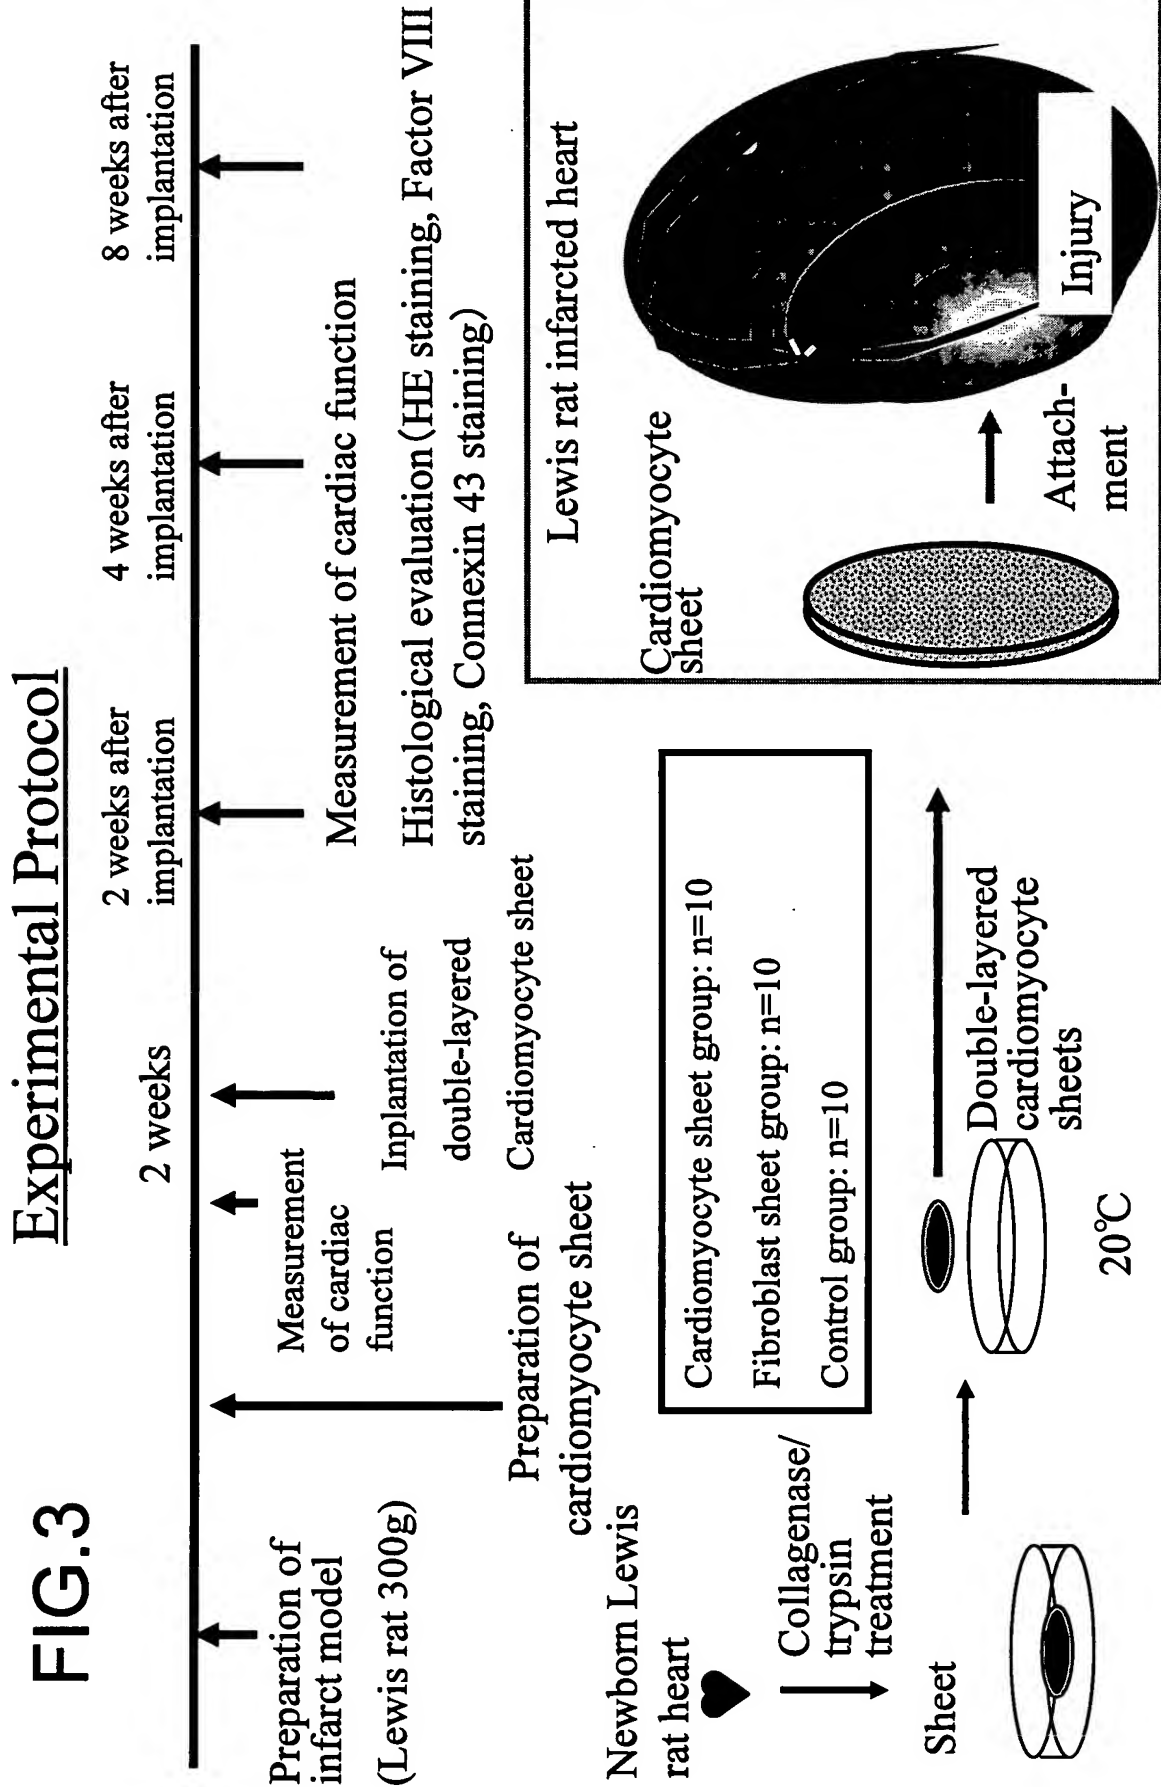 FIG.3
Experimental Protocol
2 weeks
2 weeks after
implantation
4 weeks after
implantation
8 weeks after
implantation
Preparation of
infarct model
(Lewis rat 300g)
Measurement
of cardiac
function
Inplantation of
double-layered
Cardiomyocyte sheet
Preparation of
cardiomyocyte sheet
Measurement of cardiac function
Histological evaluation(HE staining, Factor VIII
staining, Connexin 43 staining)
Newborn Lewis
rat heart
Collagenase/
trypsin
treatment
Sheet
Cardiomyocyte sheet group: n=10
Fibroblast sheet group: n=10
Control group: n=10
20℃
Double-layered
cardiomyocyte
sheets
Lewis rat infarcted heart
Cardiomyocyte
sheet
Attach-
ment
Injury